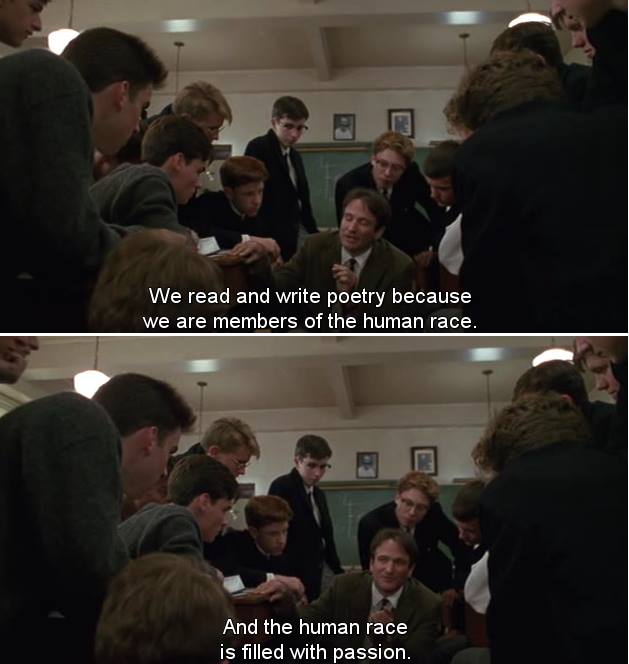 We read and write poetry because
we are members of the human race.
And the human race
is filled with passion.